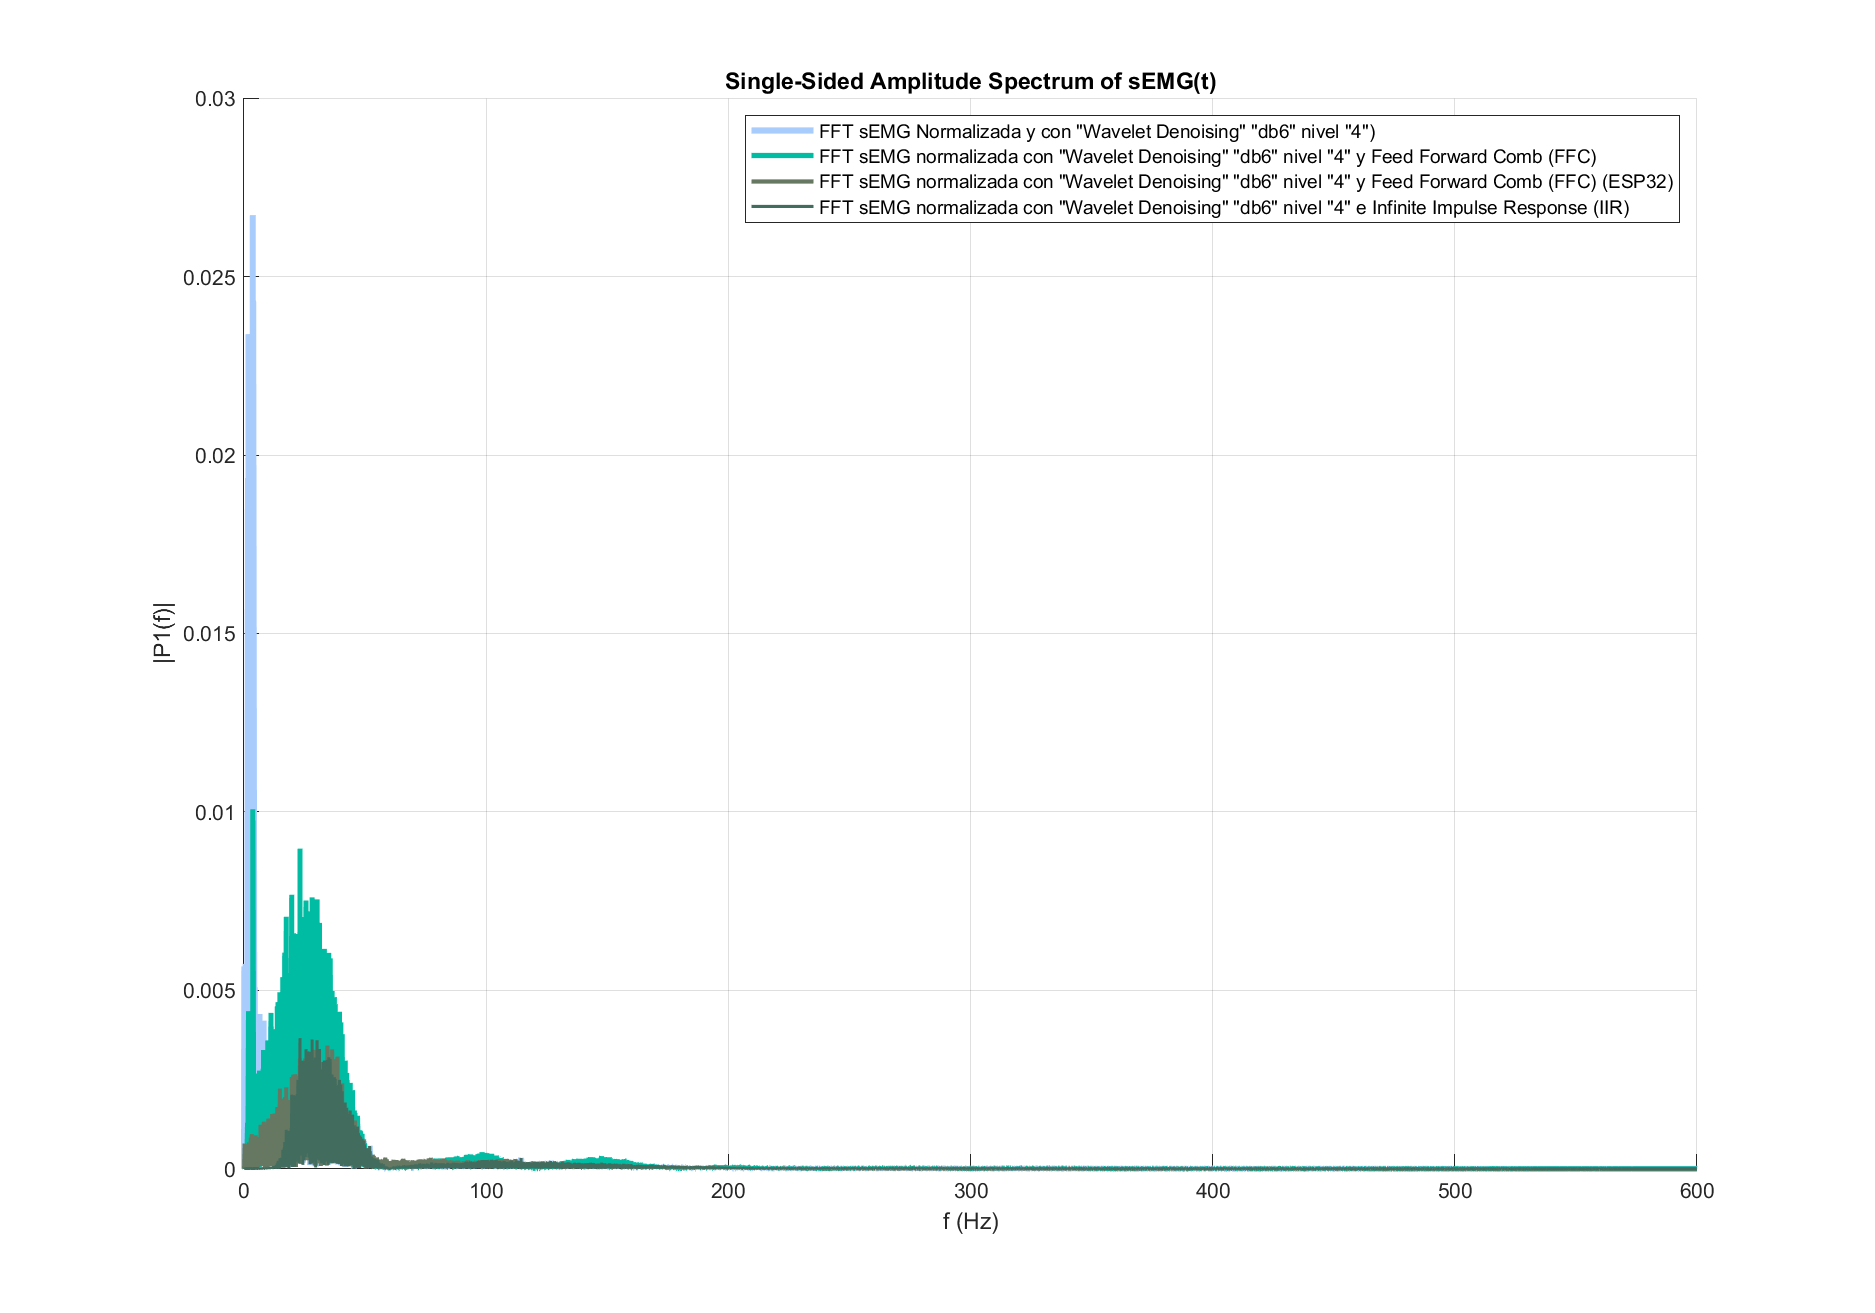 Single-Sided Amplitude Spectrum of sEMG(t)
0.03
FFT sEMG Normalizada y con "Wavelet Denoising" "db6" nivel "4")
FFT sEMG normalizada con "Wavelet Denoising" "db6" nivel "4" y Feed Forward Comb (FFC)
FFT sEMG normalizada con "Wavelet Denoising" "db6" nivel "4" y Feed Forward Comb (FFC) (ESP32)
FFT sEMG normalizada con "Wavelet Denoising" "db6" nivel "4" e Infinite Impulse Response (IIR)
0.025
0.02
|P1(f)|
0.015
0.01
0.005
0
0 100 200 300 400 500 600
f (Hz)